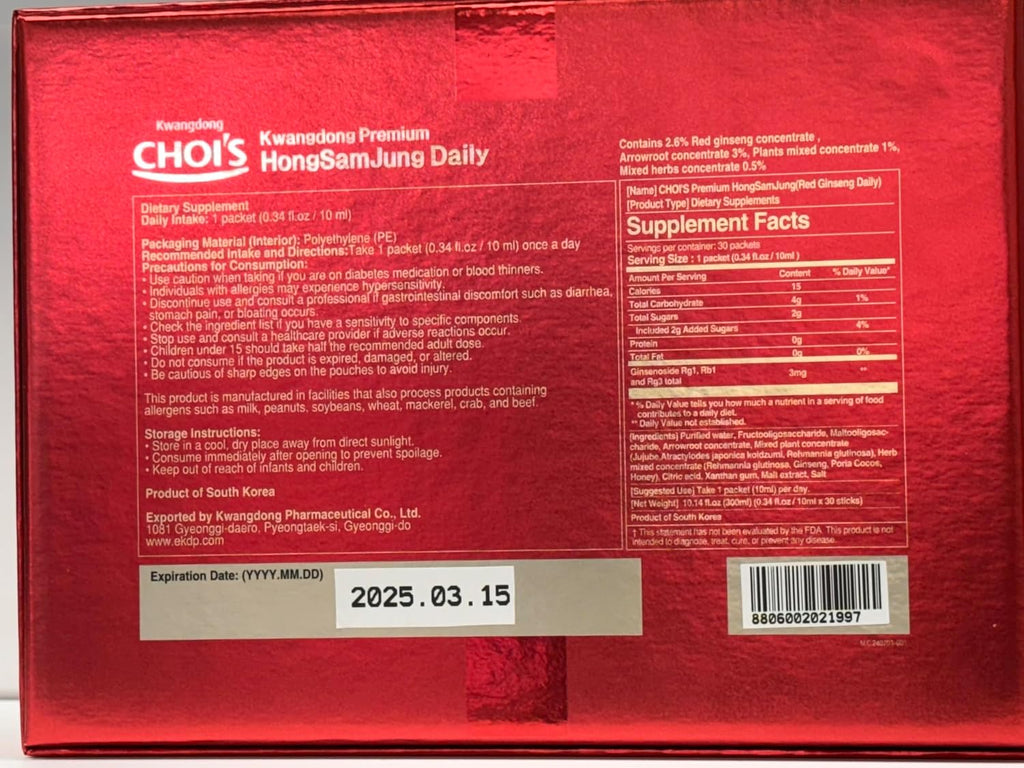 Kwangdong
CHOI'S
Kwangdong Premium
HongSamJung Daily
Dietary Supplement
Daily Intake: 1 packet (0.34 fl.oz / 10 ml)
Packaging Material (Interior): Polyethylene (PE)
Recommended Intake and Directions:Take 1 packet (0.34 fl.oz / 10 ml) once a day
Precautions for Consumption:
• Use caution when taking if you are on diabetes medication or blood thinners.
• Individuals with allergies may experience hypersensitivity.
• Discontinue use and consult a professional if gastrointestinal discomfort such as diarrhea,
stomach pain, or bloating occurs.
• Check the ingredient list if you have a sensitivity to specific components.
• Stop use and consult a healthcare provider if adverse reactions occur.
• Children under 15 should take half the recommended adult dose.
• Do not consume if the product is expired, damaged, or altered.
• Be cautious of sharp edges on the pouches to avoid injury.
This product is manufactured in facilities that also process products containing
allergens such as milk, peanuts, soybeans, wheat, mackerel, crab, and beef.
Storage Instructions:
• Store in a cool, dry place away from direct sunlight.
• Consume immediately after opening to prevent spoilage.
• Keep out of reach of infants and children.
Product of South Korea
Exported by Kwangdong Pharmaceutical Co., Ltd.
1081 Gyeonggi-daero, Pyeongtaek-si, Gyeonggi-do
www.ekdp.com
Expiration Date: (YYYY.MM.DD)
2025.03.15
Contains 2.6% Red ginseng concentrate ,
Arrowroot concentrate 3%, Plants mixed concentrate 1%,
Mixed herbs concentrate 0.5%
[Name] CHOI'S Premium HongSamJung(Red Ginseng Daily)
[Product Type] Dietary Supplements
Supplement Facts
Servings per container: 30 packets
Serving Size : 1 packet (0.34 fl.oz / 10ml )
Amount Per Serving Content % Daily Value*
Calories 15
Total Carbohydrate 4g 1%
Total Sugars 2g
Included 2g Added Sugars 4%
Protein 0g
Total Fat 0g 0%
Ginsenoside Rg1, Rb1
and Rg3 total 3mg **
* % Daily Value tells you how much a nutrient in a serving of food
contributes to a daily diet.
** Daily Value not established.
[Ingredients] Purified water, Fructooligosaccharide, Maltooligosac-
charide, Arrowroot concentrate, Mixed plant concentrate
(Jujube,Atractylodes japonica koidzumi, Rehmannia glutinosa), Herb
mixed concentrate (Rehmannia glutinosa, Ginseng, Poria Cocos,
Honey), Citric acid, Xanthan gum, Malt extract, Salt
[Suggested Use] Take 1 packet (10ml) per day.
[Net Weight] 10.14 fl.oz (300ml) (0.34 fl.oz / 10ml x 30 sticks)
Product of South Korea
† This statement has not been evaluated by the FDA. This product is not
intended to diagnose, treat, cure, or prevent any disease.
8806002021997